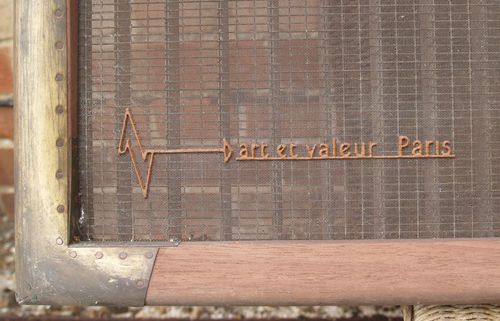 art et valeur Paris